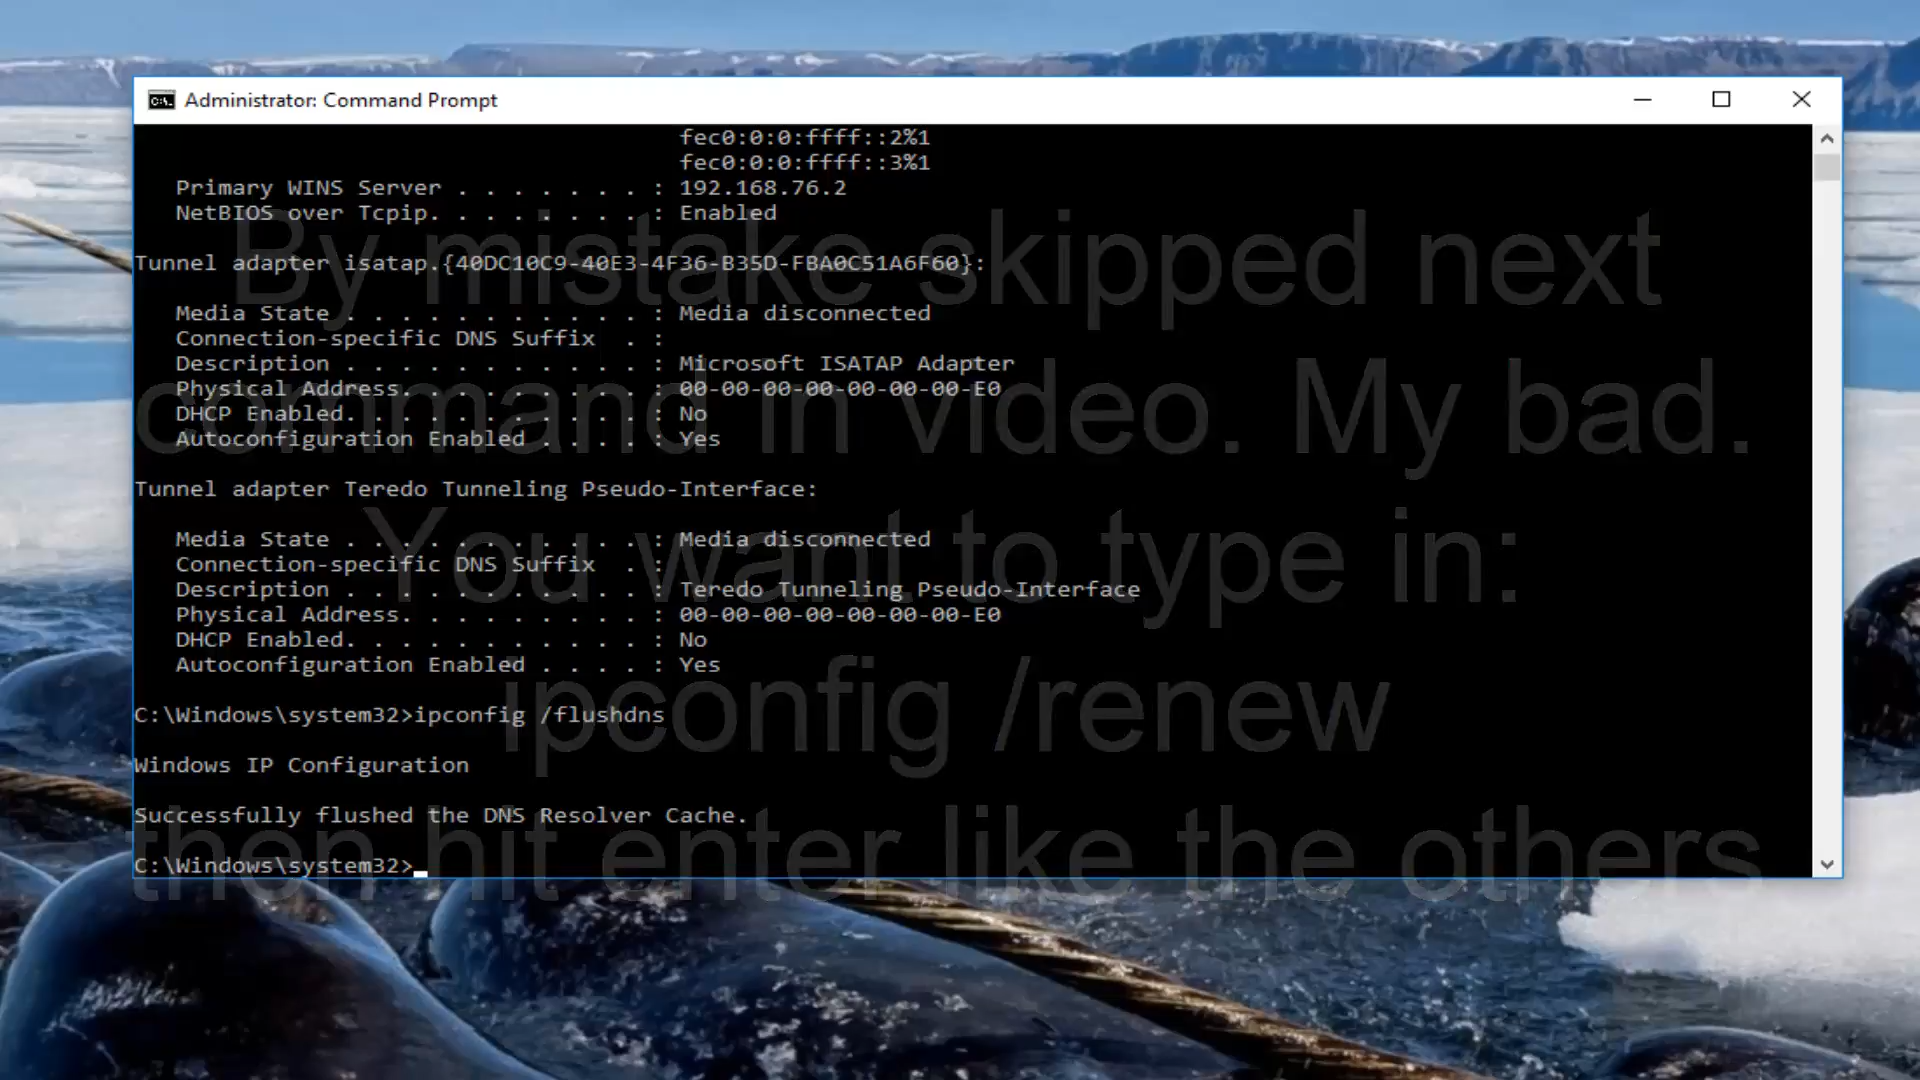 Administrator: Command Prompt
fec0:0:0:ffff::2%1
fec0:0:0:ffff::3%1
Primary WINS Server . . . . . . . : 192.168.76.2
NetBIOS over Tcpip. . . . . . . . : Enabled
Tunnel adapter isatap.{40DC10C9-40E3-4F36-B35D-FBA0C51A6F60}:
Media State . . . . . . . . . . . : Media disconnected
Connection-specific DNS Suffix  . :
Description . . . . . . . . . . . : Microsoft ISATAP Adapter
Physical Address. . . . . . . . . : 00-00-00-00-00-00-00-E0
DHCP Enabled. . . . . . . . . . . : No
Autoconfiguration Enabled . . . . : Yes
Tunnel adapter Teredo Tunneling Pseudo-Interface:
Media State . . . . . . . . . . . : Media disconnected
Connection-specific DNS Suffix  . :
Description . . . . . . . . . . . : Teredo Tunneling Pseudo-Interface
Physical Address. . . . . . . . . : 00-00-00-00-00-00-00-E0
DHCP Enabled. . . . . . . . . . . : No
Autoconfiguration Enabled . . . . : Yes
C:\Windows\system32>ipconfig /flushdns
Windows IP Configuration
Successfully flushed the DNS Resolver Cache.
C:\Windows\system32>
By mistake skipped next
command in video. My bad.
You want to type in:
ipconfig /renew
thon hit enter like the others